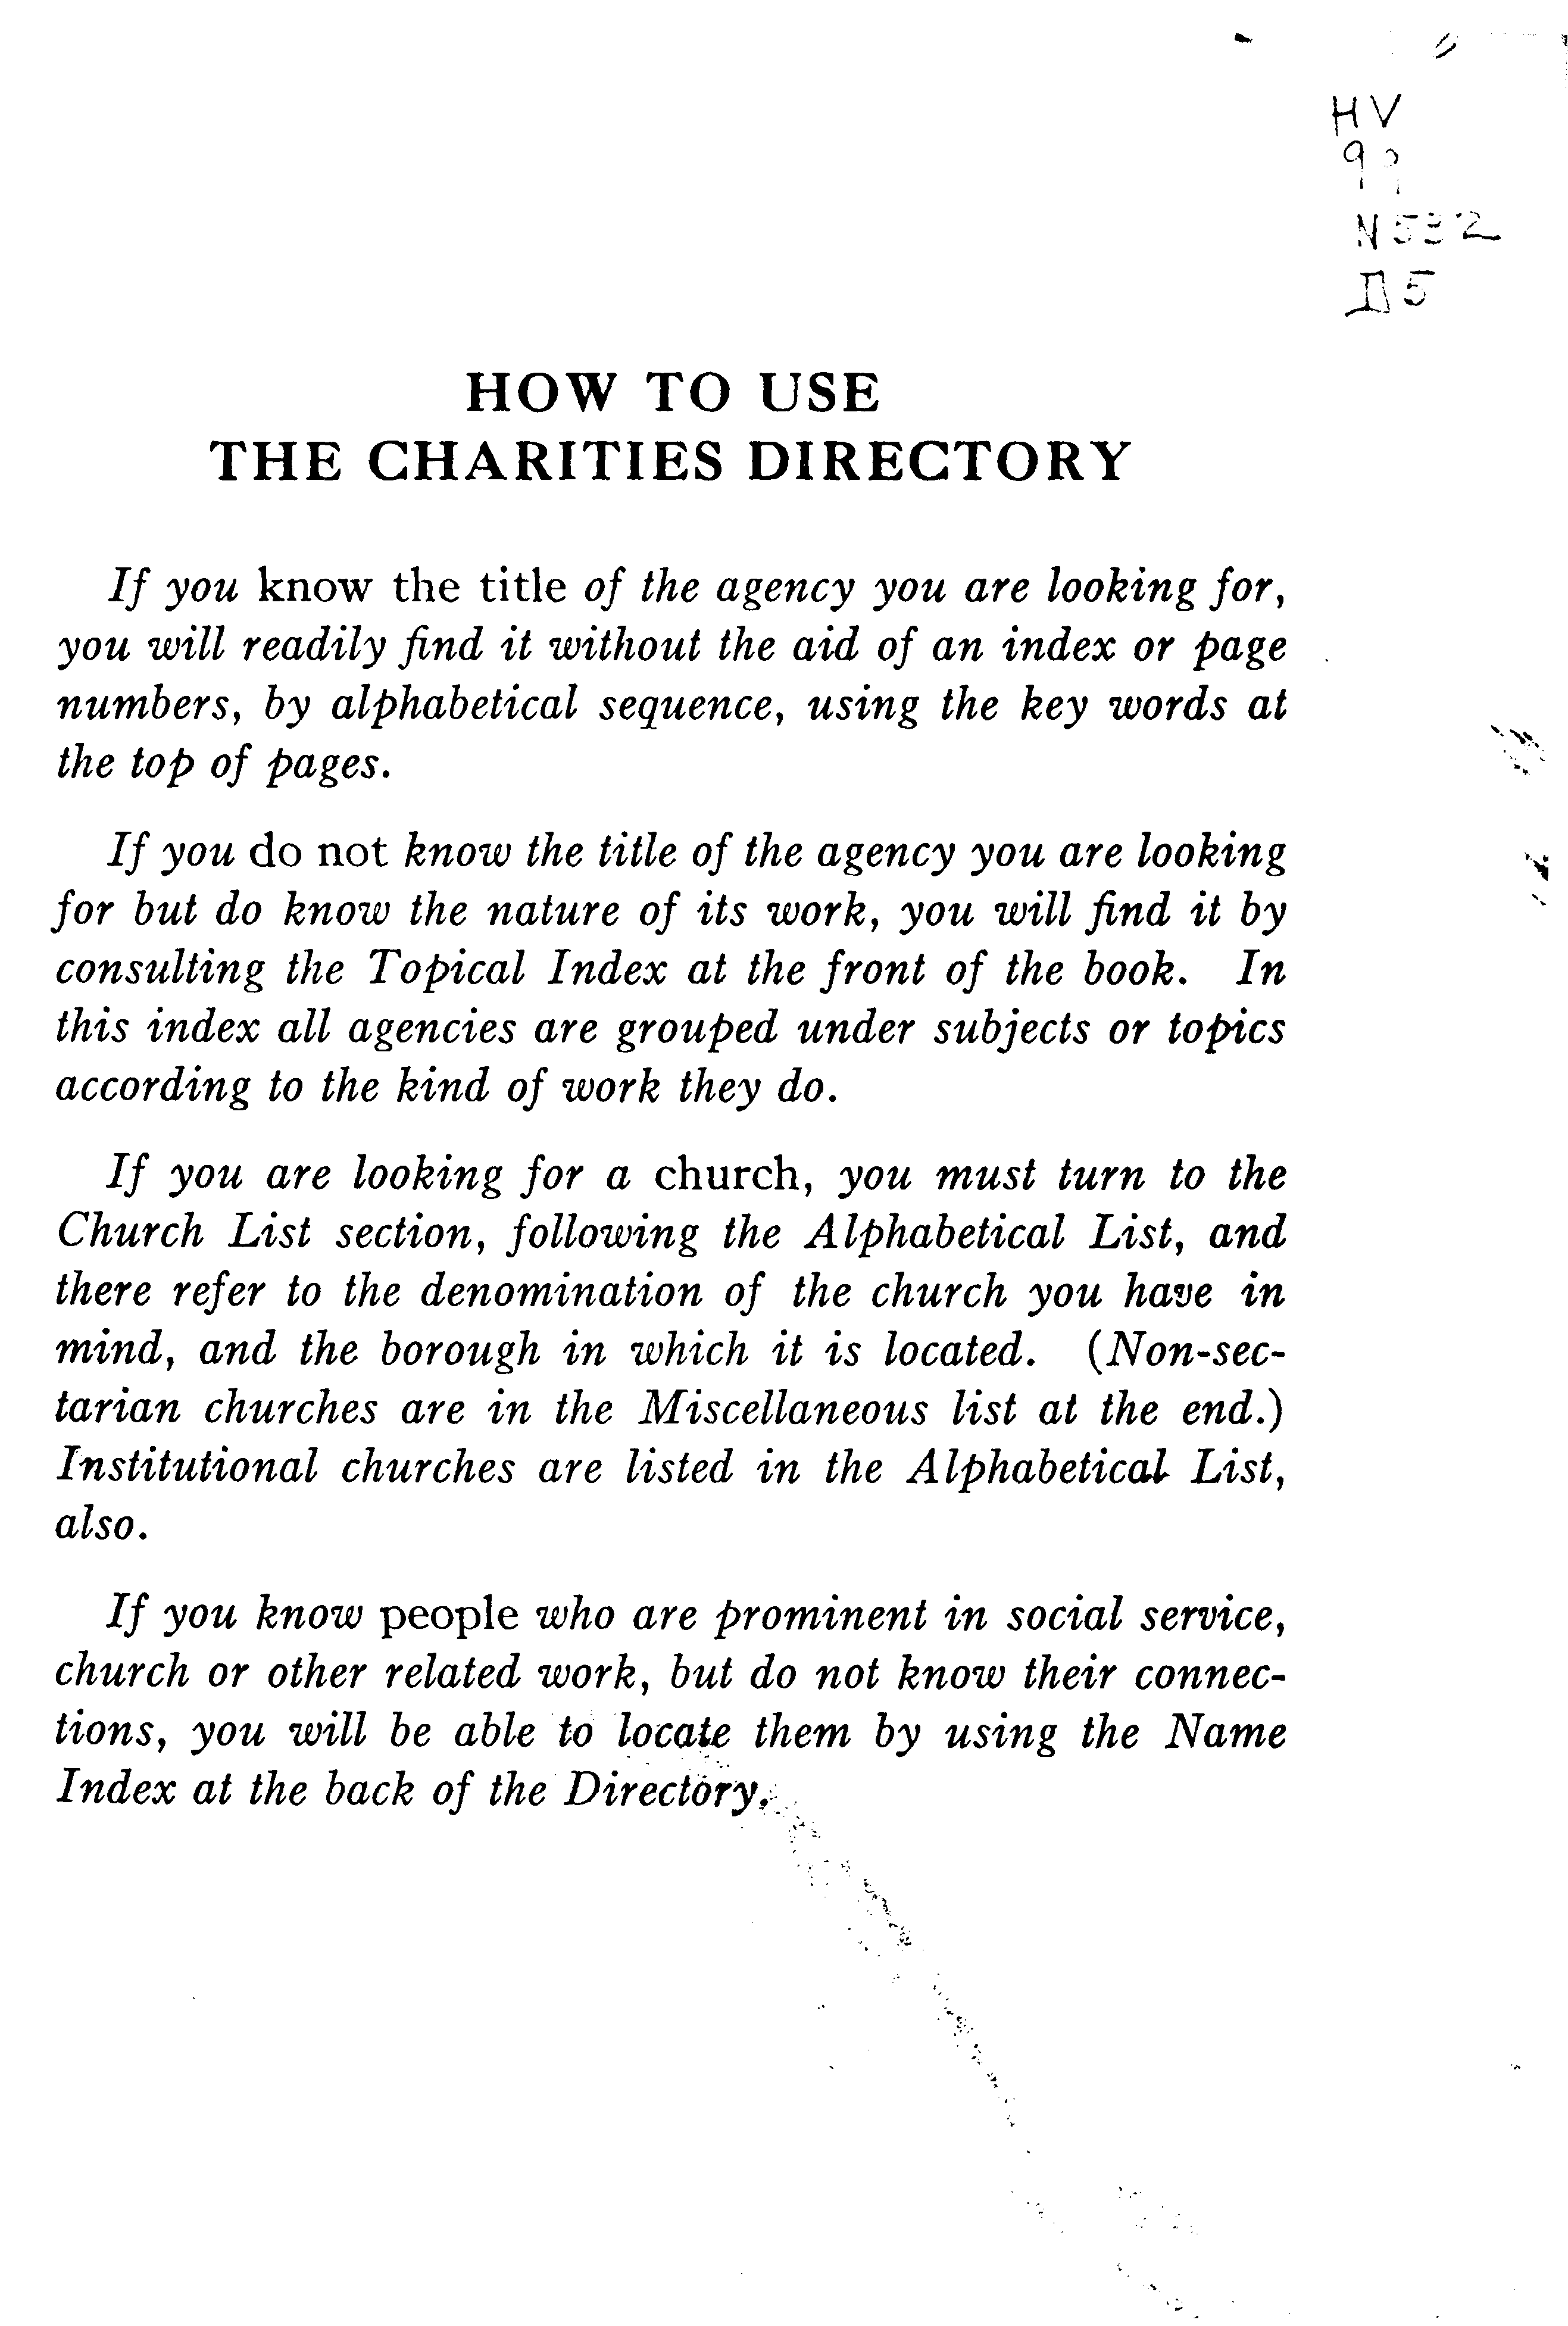 HV
99
N532
D5
HOW TO USE
THE CHARITIES DIRECTORY
If you know the title of the agency you are looking for,
you will readily find it without the aid of an index or page
numbers, by alphabetical sequence, using the key words at
the top of pages.
If you do not know the title of the agency you are looking
for but do know the nature of its work, you will find it by
consulting the Topical Index at the front of the book. In
this index all agencies are grouped under subjects or topics
according to the kind of work they do.
If you are looking for a church, you must turn to the
Church List section, following the Alphabetical List, and
there refer to the denomination of the church you have in
mind, and the borough in which it is located. (Non-sec-
tarian churches are in the Miscellaneous list at the end.)
Institutional churches are listed in the Alphabetical List,
also.
If you know people who are prominent in social service,
church or other related work, but do not know their connec-
tions, you will be able to locate them by using the Name
Index at the back of the Directory.